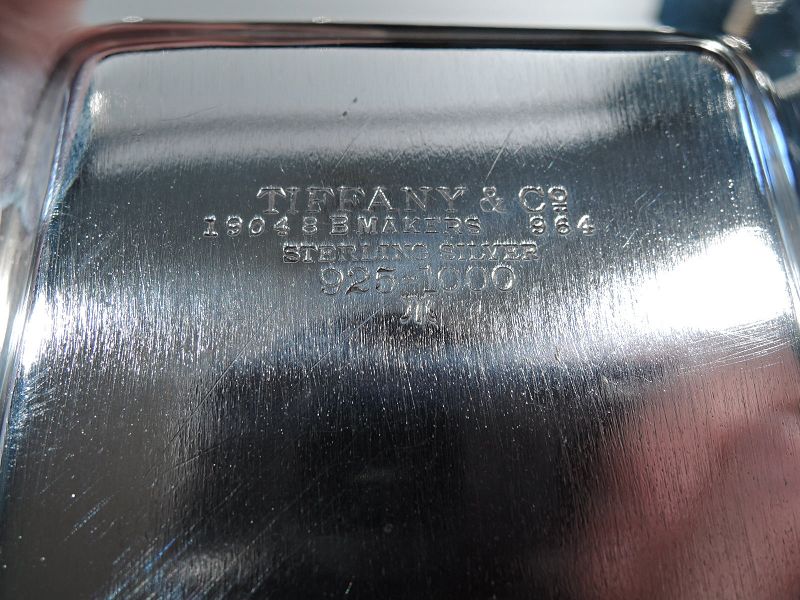 TIFFANY & Co
19048 B MAKERS 964
STERLING SILVER
925-1000
M